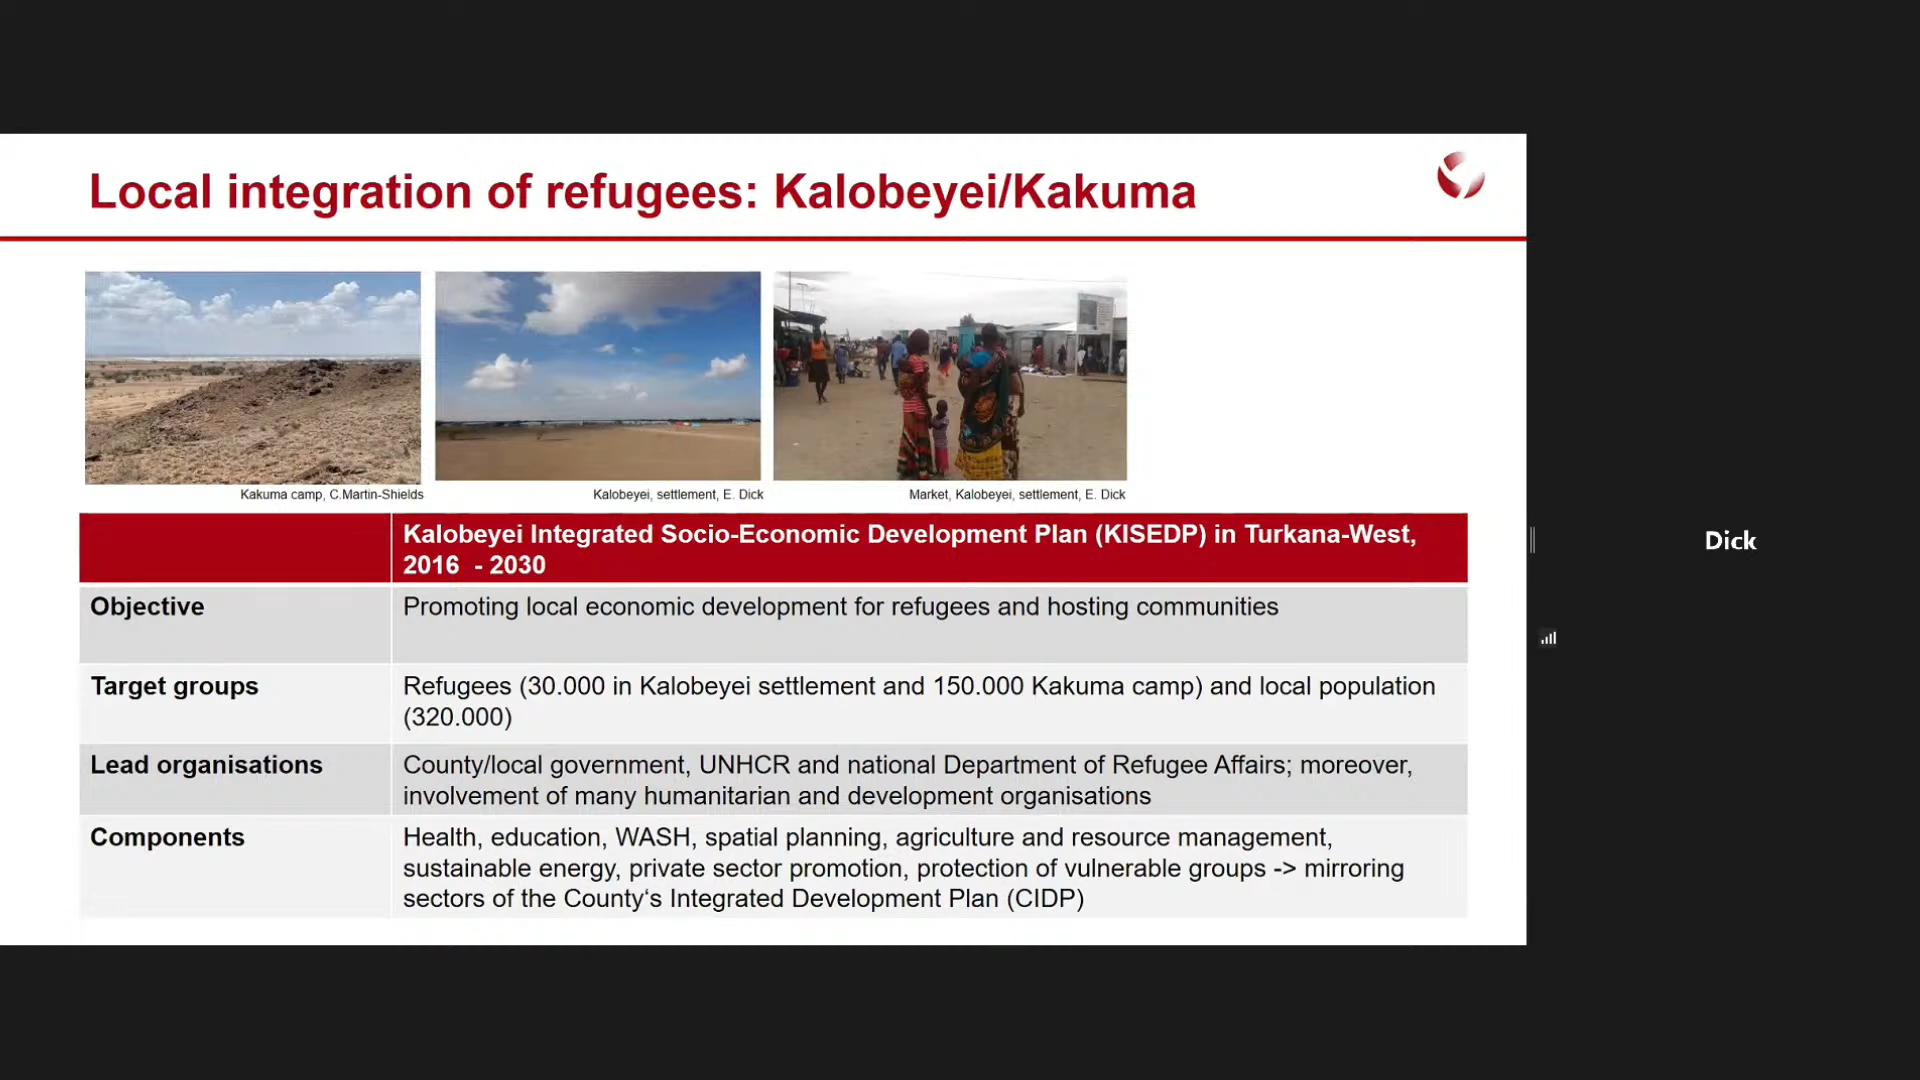 Local integration of refugees: Kalobeyei/Kakuma
Kakuma camp, C.Martin-Shields
Kalobeyei, settlement, E. Dick
Market, Kalobeyei, settlement, E. Dick
Kalobeyei Integrated Socio-Economic Development Plan (KISEDP) in Turkana-West,
2016  - 2030
Objective
Promoting local economic development for refugees and hosting communities
Target groups
Refugees (30.000 in Kalobeyei settlement and 150.000 Kakuma camp) and local population
(320.000)
Lead organisations
County/local government, UNHCR and national Department of Refugee Affairs; moreover,
involvement of many humanitarian and development organisations
Components
Health, education, WASH, spatial planning, agriculture and resource management,
sustainable energy, private sector promotion, protection of vulnerable groups -> mirroring
sectors of the County‘s Integrated Development Plan (CIDP)
Dick